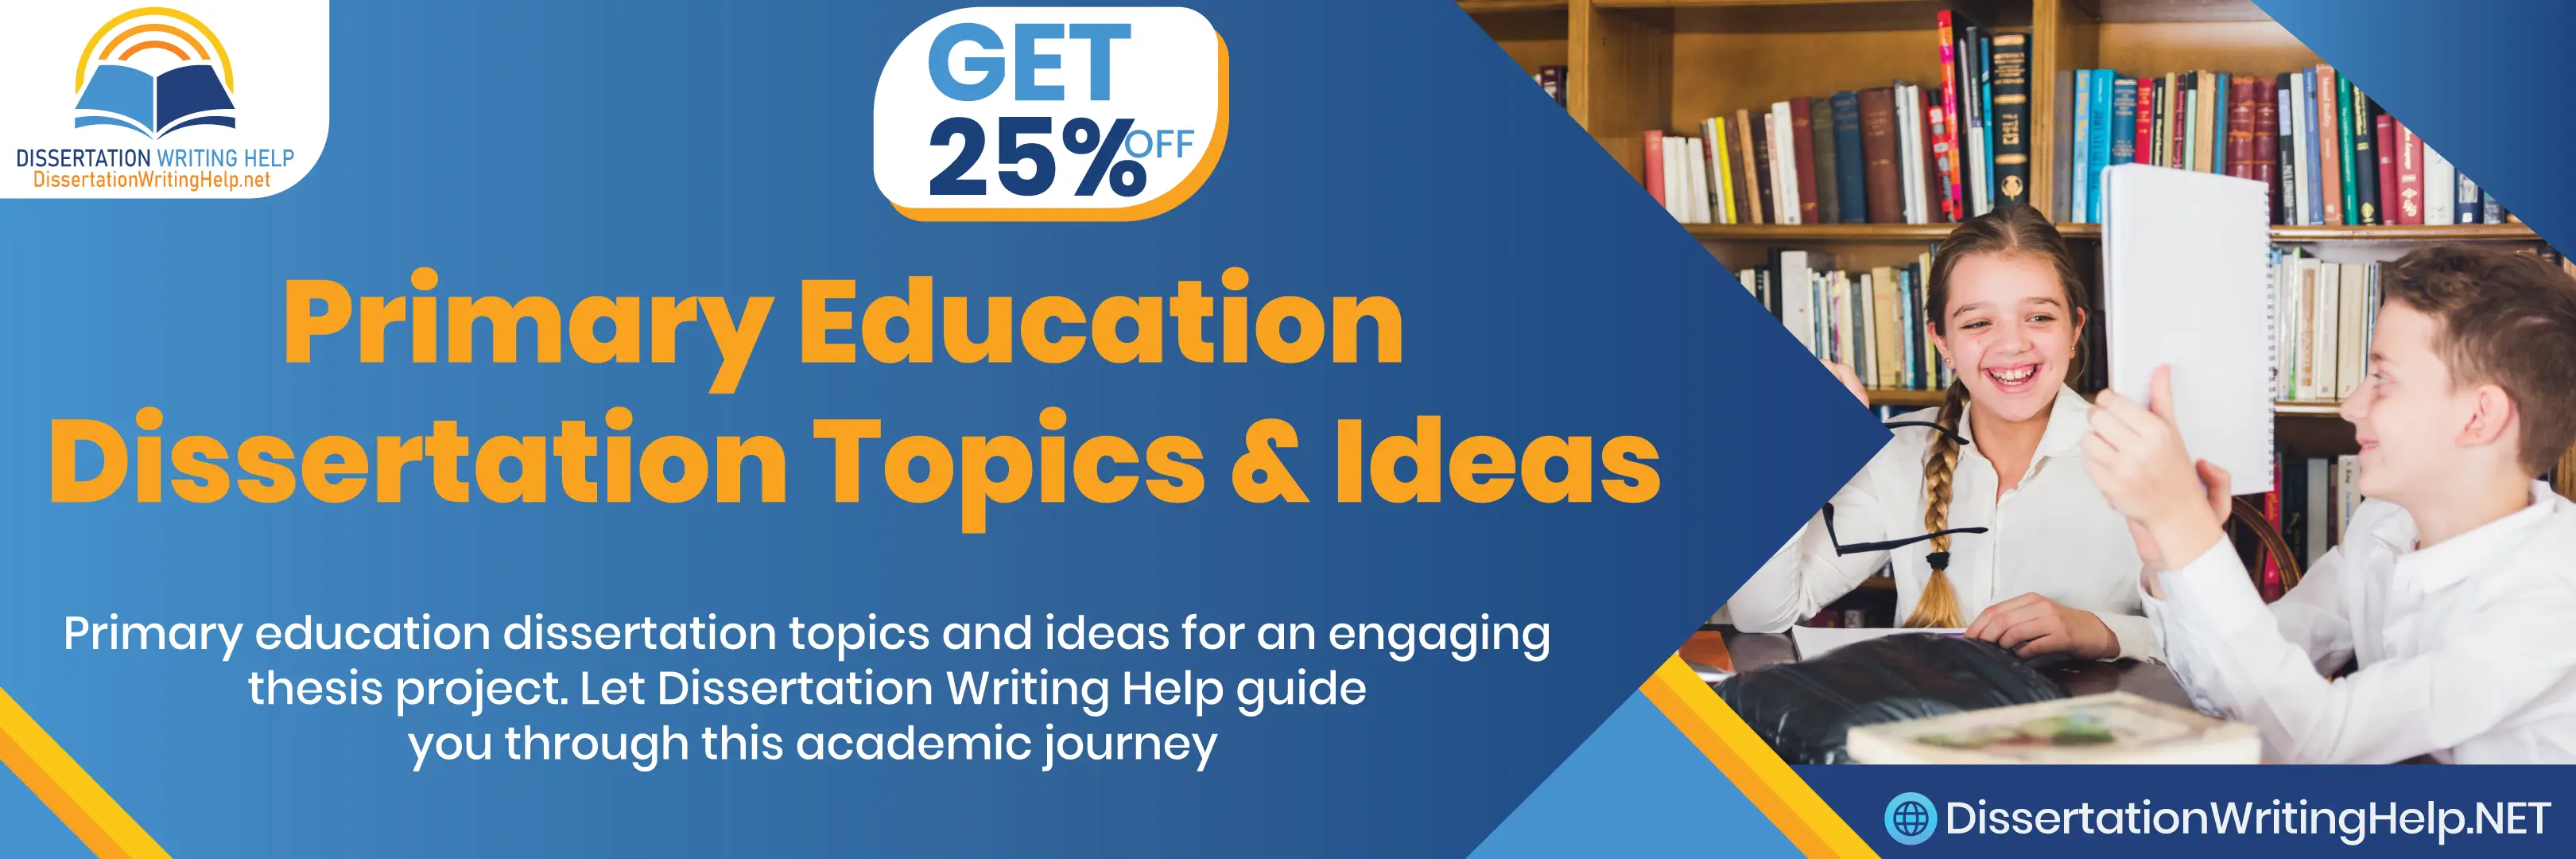 DISSERTATION WRITING HELP
DissertationWritingHelp.net
GET
25% OFF
Primary Education
Dissertation Topics & Ideas
Primary education dissertation topics and ideas for an engaging
thesis project. Let Dissertation Writing Help guide
you through this academic journey
DissertationWritingHelp.NET